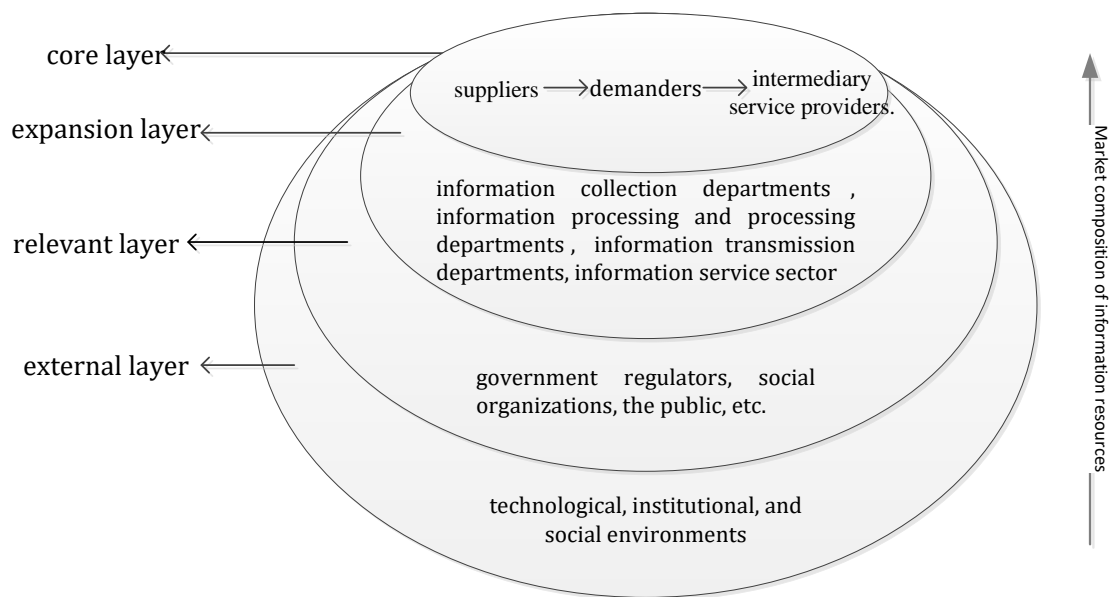 core layer
suppliers
demanders
intermediary
service providers.
expansion layer
information collection departments ,
information processing and processing
departments , information transmission
departments, information service sector
relevant layer
external layer
government regulators, social
organizations, the public, etc.
technological, institutional, and
social environments
Market composition of information resources